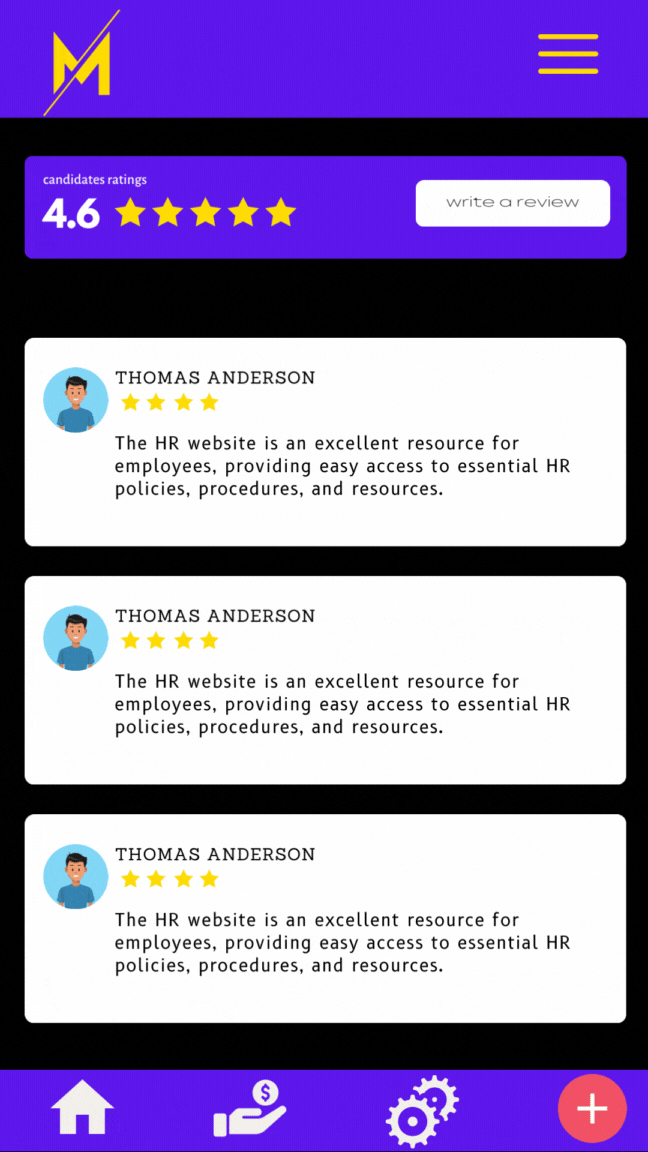 M
candidates ratings
4.6
write a review
THOMAS ANDERSON
The HR website is an excellent resource for
employees, providing easy access to essential HR
policies, procedures, and resources.
THOMAS ANDERSON
The HR website is an excellent resource for
employees, providing easy access to essential HR
policies, procedures, and resources.
THOMAS ANDERSON
The HR website is an excellent resource for
employees, providing easy access to essential HR
policies, procedures, and resources.
$